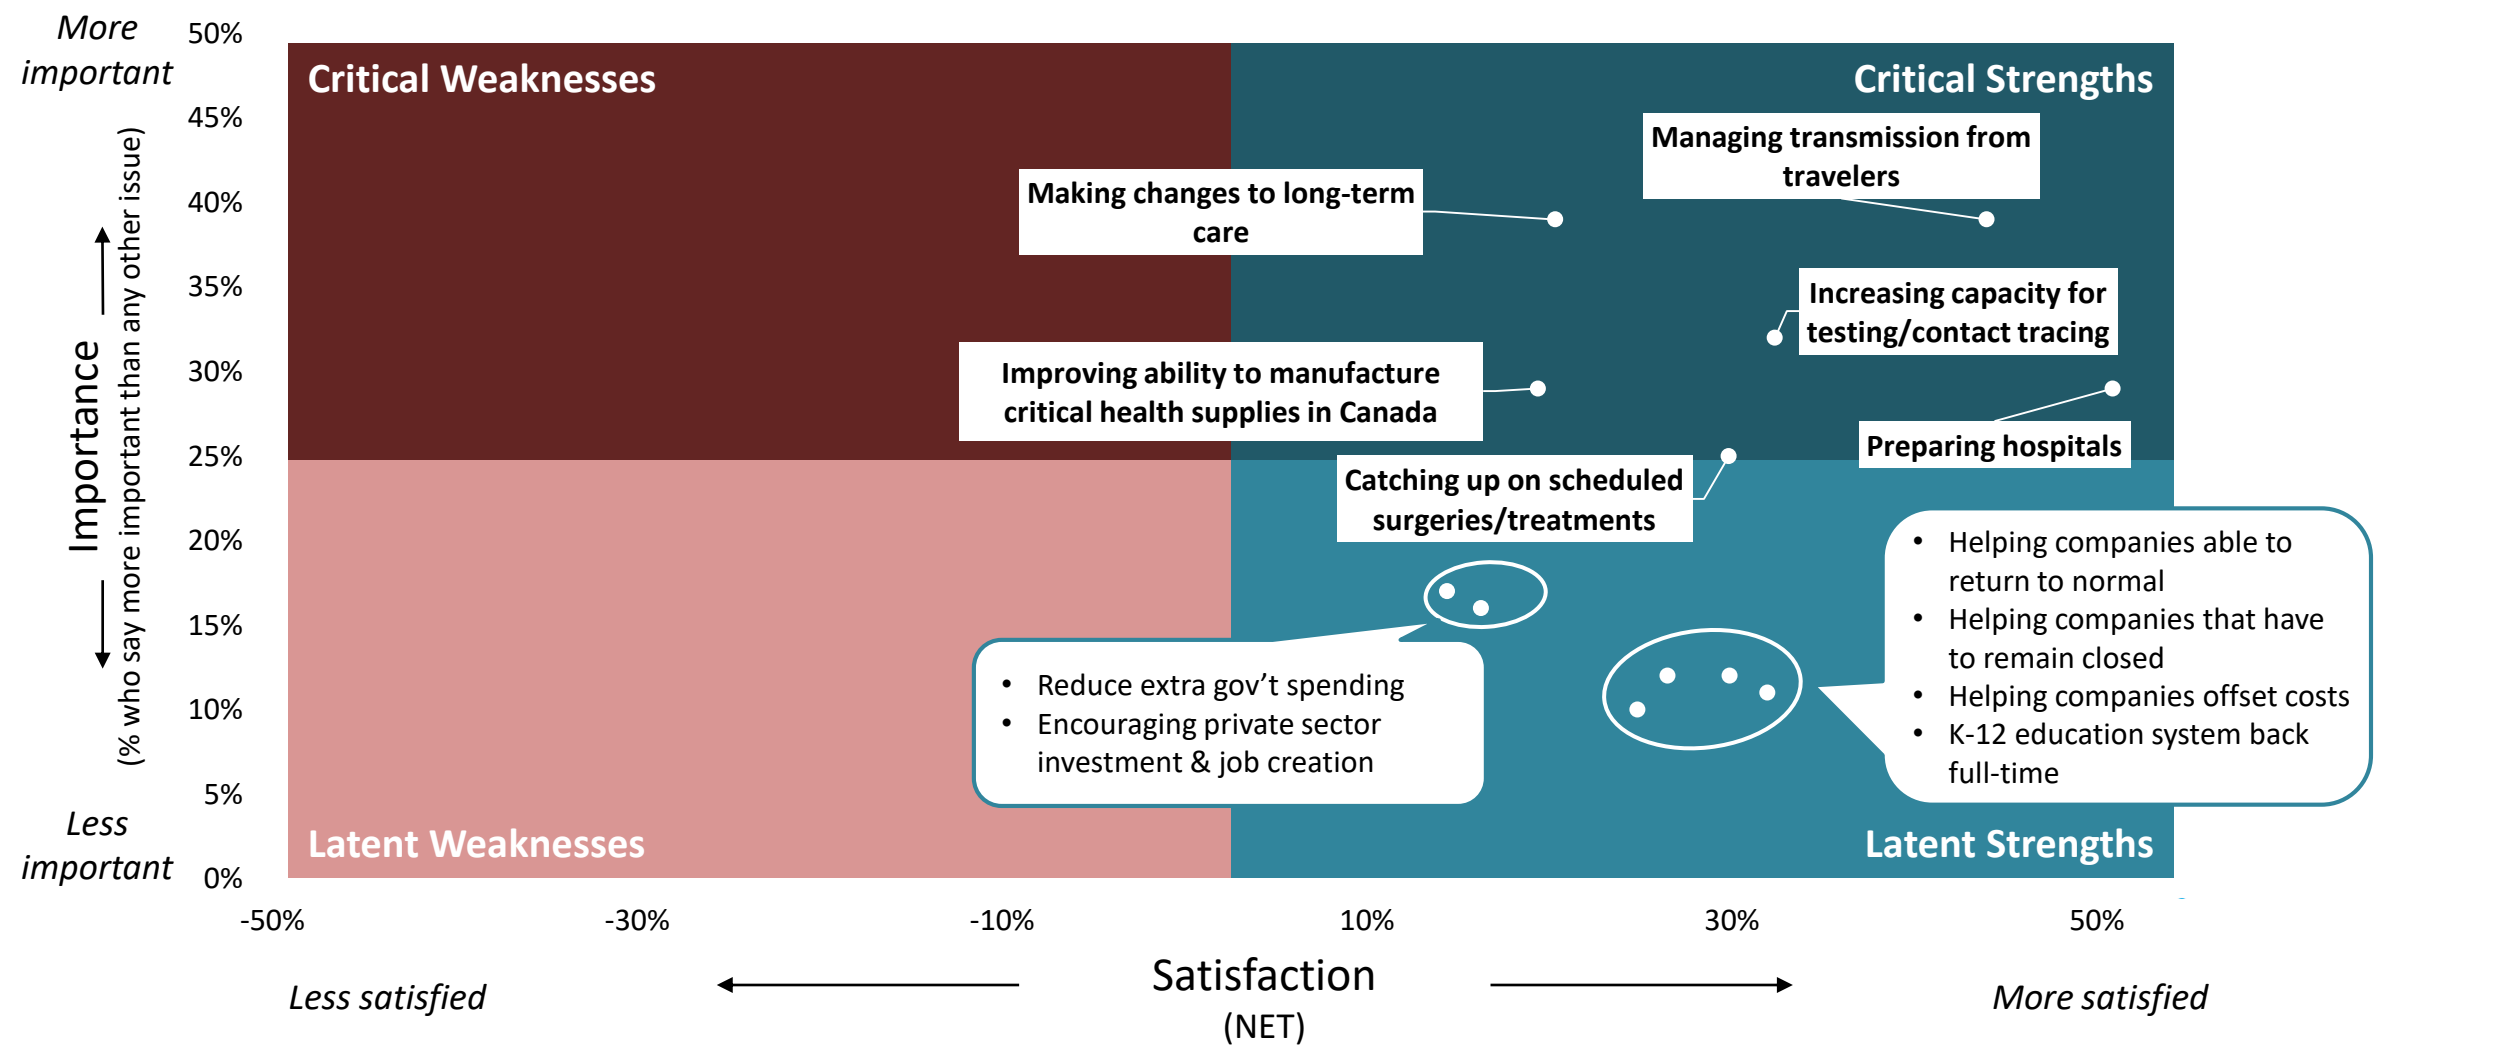 More
important
50%
45%
40%
35%
30%
25%
20%
15%
10%
5%
0%
Less
important
Importance
(% who say more important than any other issue)
Critical Weaknesses
Critical Strengths
Managing transmission from
travelers
Making changes to long-term
care
Increasing capacity for
testing/contact tracing
Improving ability to manufacture
critical health supplies in Canada
Preparing hospitals
Catching up on scheduled
surgeries/treatments
• Helping companies able to
return to normal
• Helping companies that have
to remain closed
• Helping companies offset costs
• K-12 education system back
full-time
• Reduce extra gov’t spending
• Encouraging private sector
investment & job creation
Latent Weaknesses
Latent Strengths
-50%
-30%
-10%
10%
30%
50%
Less satisfied
Satisfaction
(NET)
More satisfied